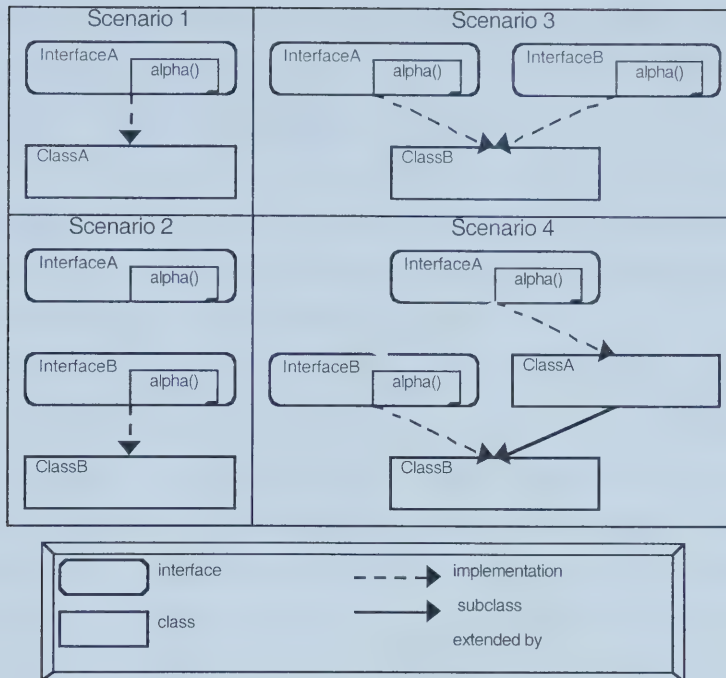 Scenario 1
InterfaceA
alpha()
ClassA
Scenario 3
InterfaceA
alpha()
InterfaceB
alpha()
ClassB
Scenario 2
InterfaceA
alpha()
InterfaceB
alpha()
ClassB
Scenario 4
InterfaceA
alpha()
ClassA
InterfaceB
alpha()
ClassB
interface
implementation
class
subclass
extended by